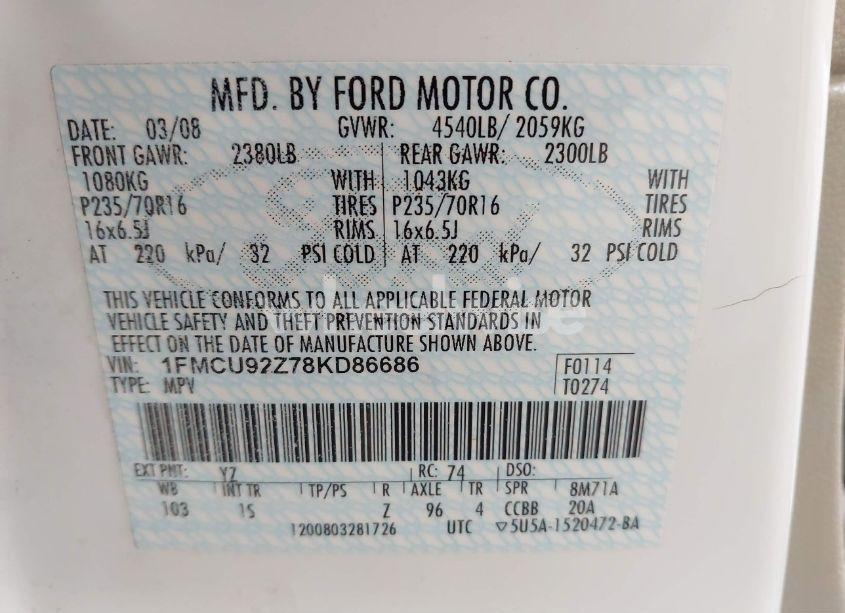 MFD. BY FORD MOTOR CO.
DATE: 03/08 GVWR: 4540LB/ 2059KG
FRONT GAWR: 2380LB REAR GAWR: 2300LB
1080KG WITH 1043KG WITH
P235/70R16 TIRES P235/70R16 TIRES
16x6.5J RIMS 16x6.5J RIMS
AT 220 kPa/ 32 PSI COLD AT 220 kPa/ 32 PSI COLD
THIS VEHICLE CONFORMS TO ALL APPLICABLE FEDERAL MOTOR
VEHICLE SAFETY AND THEFT PREVENTION STANDARDS IN
EFFECT ON THE DATE OF MANUFACTURE SHOWN ABOVE.
VIN: 1FMCU92Z78KD86686 F0114
TYPE: MPV T0274
EXT PNT: YZ RC: 74 DSO:
WB INT TR TP/PS R AXLE TR SPR 8M71A
103 1S Z 96 4 CCBB 20A
1200803281726 UTC ▽5U5A-1520472-BA